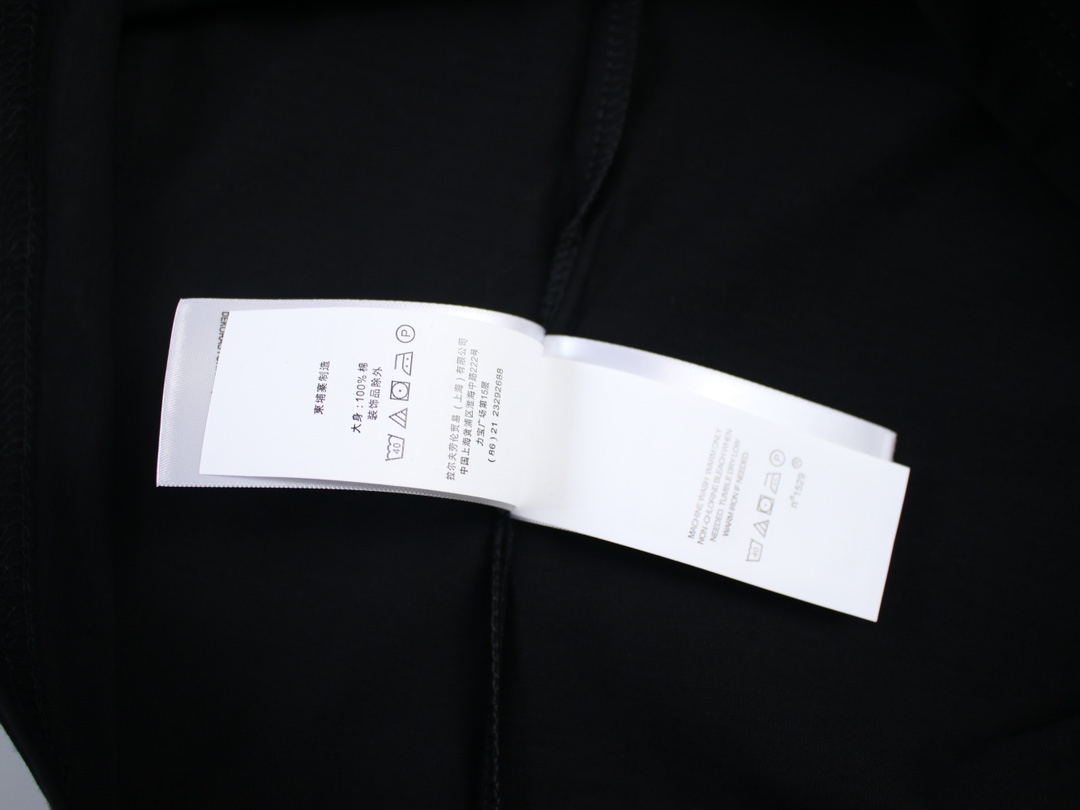 柬埔寨制造
大身:100% 棉
装饰品除外
40
P
拉尔夫劳伦贸易(上海)有限公司
中国上海黄浦区淮海中路222号
力宝广场第15层
(86)21 23292688
MACHINE WASH WARM ONLY
NON-CHLORINE BLEACH WHEN
NEEDED. TUMBLE DRY LOW
WARM IRON IF NEEDED
40
P
nº1529